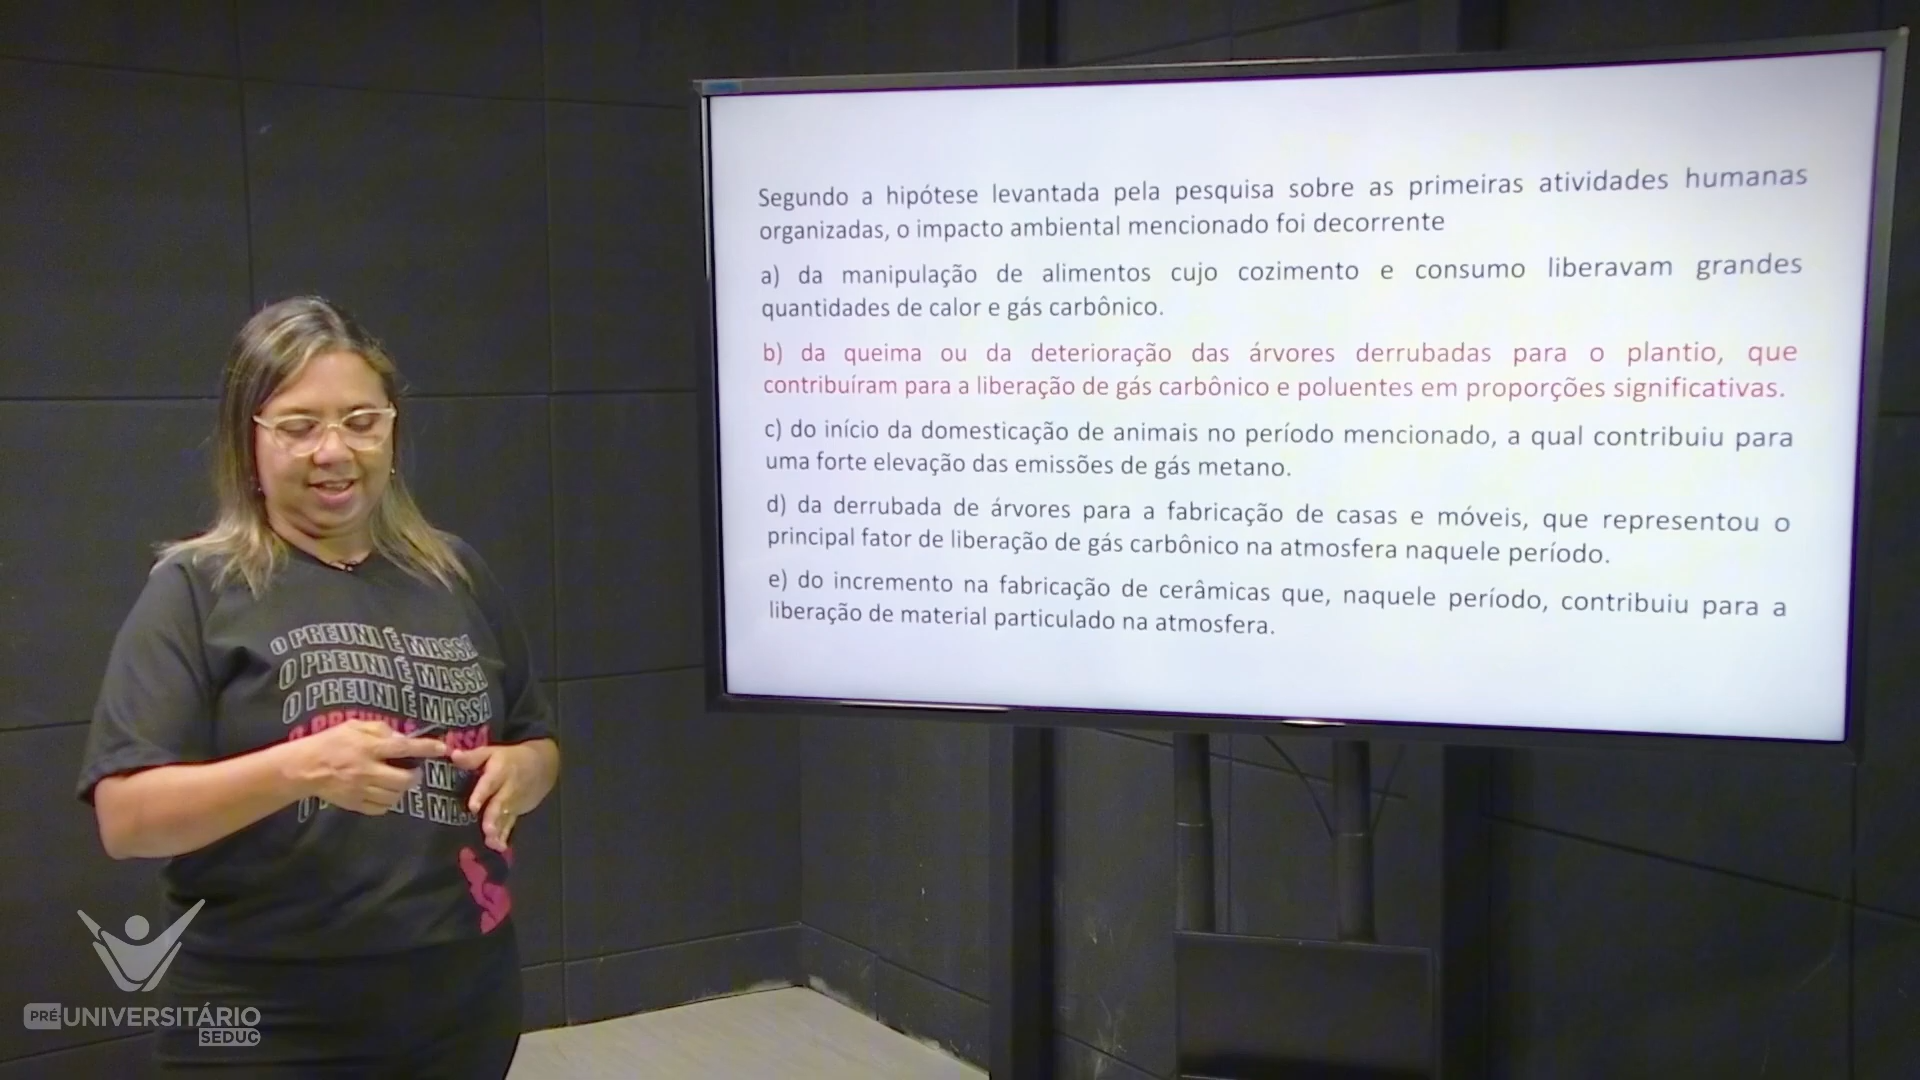 Segundo a hipótese levantada pela pesquisa sobre as primeiras atividades humanas
organizadas, o impacto ambiental mencionado foi decorrente
a) da manipulação de alimentos cujo cozimento e consumo liberavam grandes
quantidades de calor e gás carbônico.
b) da queima ou da deterioração das árvores derrubadas para o plantio, que
contribuíram para a liberação de gás carbônico e poluentes em proporções significativas.
c) do início da domesticação de animais no período mencionado, a qual contribuiu para
uma forte elevação das emissões de gás metano.
d) da derrubada de árvores para a fabricação de casas e móveis, que representou o
principal fator de liberação de gás carbônico na atmosfera naquele período.
e) do incremento na fabricação de cerâmicas que, naquele período, contribuiu para a
liberação de material particulado na atmosfera.
O PREUNI É MASSA
O PREUNI É MASSA
O PREUNI É MASSA
PRÉ-UNIVERSITÁRIO
SEDUC